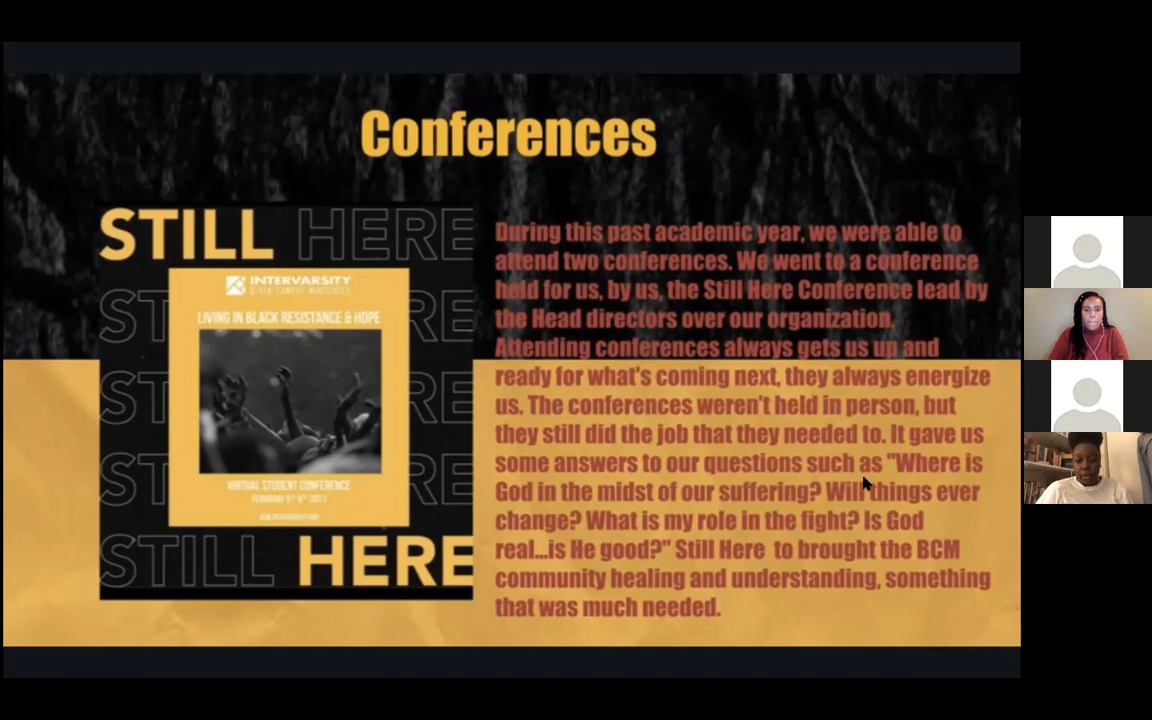 Conferences
STILL HERE
INTERVARSITY
BLACK CAMPUS MINISTRIES
LIVING IN BLACK RESISTANCE & HOPE
VIRTUAL STUDENT CONFERENCE
FEBRUARY 5TH-6TH 2021
STILL HERE
During this past academic year, we were able to
attend two conferences. We went to a conference
held for us, by us, the Still Here Conference lead by
the Head directors over our organization.
Attending conferences always gets us up and
ready for what's coming next, they always energize
us. The conferences weren't held in person, but
they still did the job that they needed to. It gave us
some answers to our questions such as "Where is
God in the midst of our suffering? Will things ever
change? What is my role in the fight? Is God
real...is He good?" Still Here to brought the BCM
community healing and understanding, something
that was much needed.